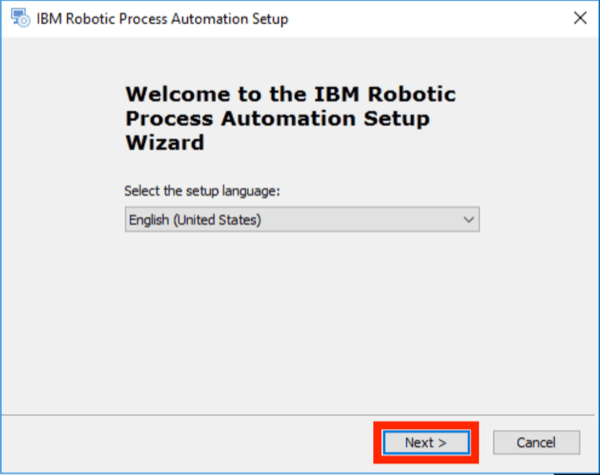 IBM Robotic Process Automation Setup
Welcome to the IBM Robotic
Process Automation Setup
Wizard
Select the setup language:
English (United States)
Next >
Cancel